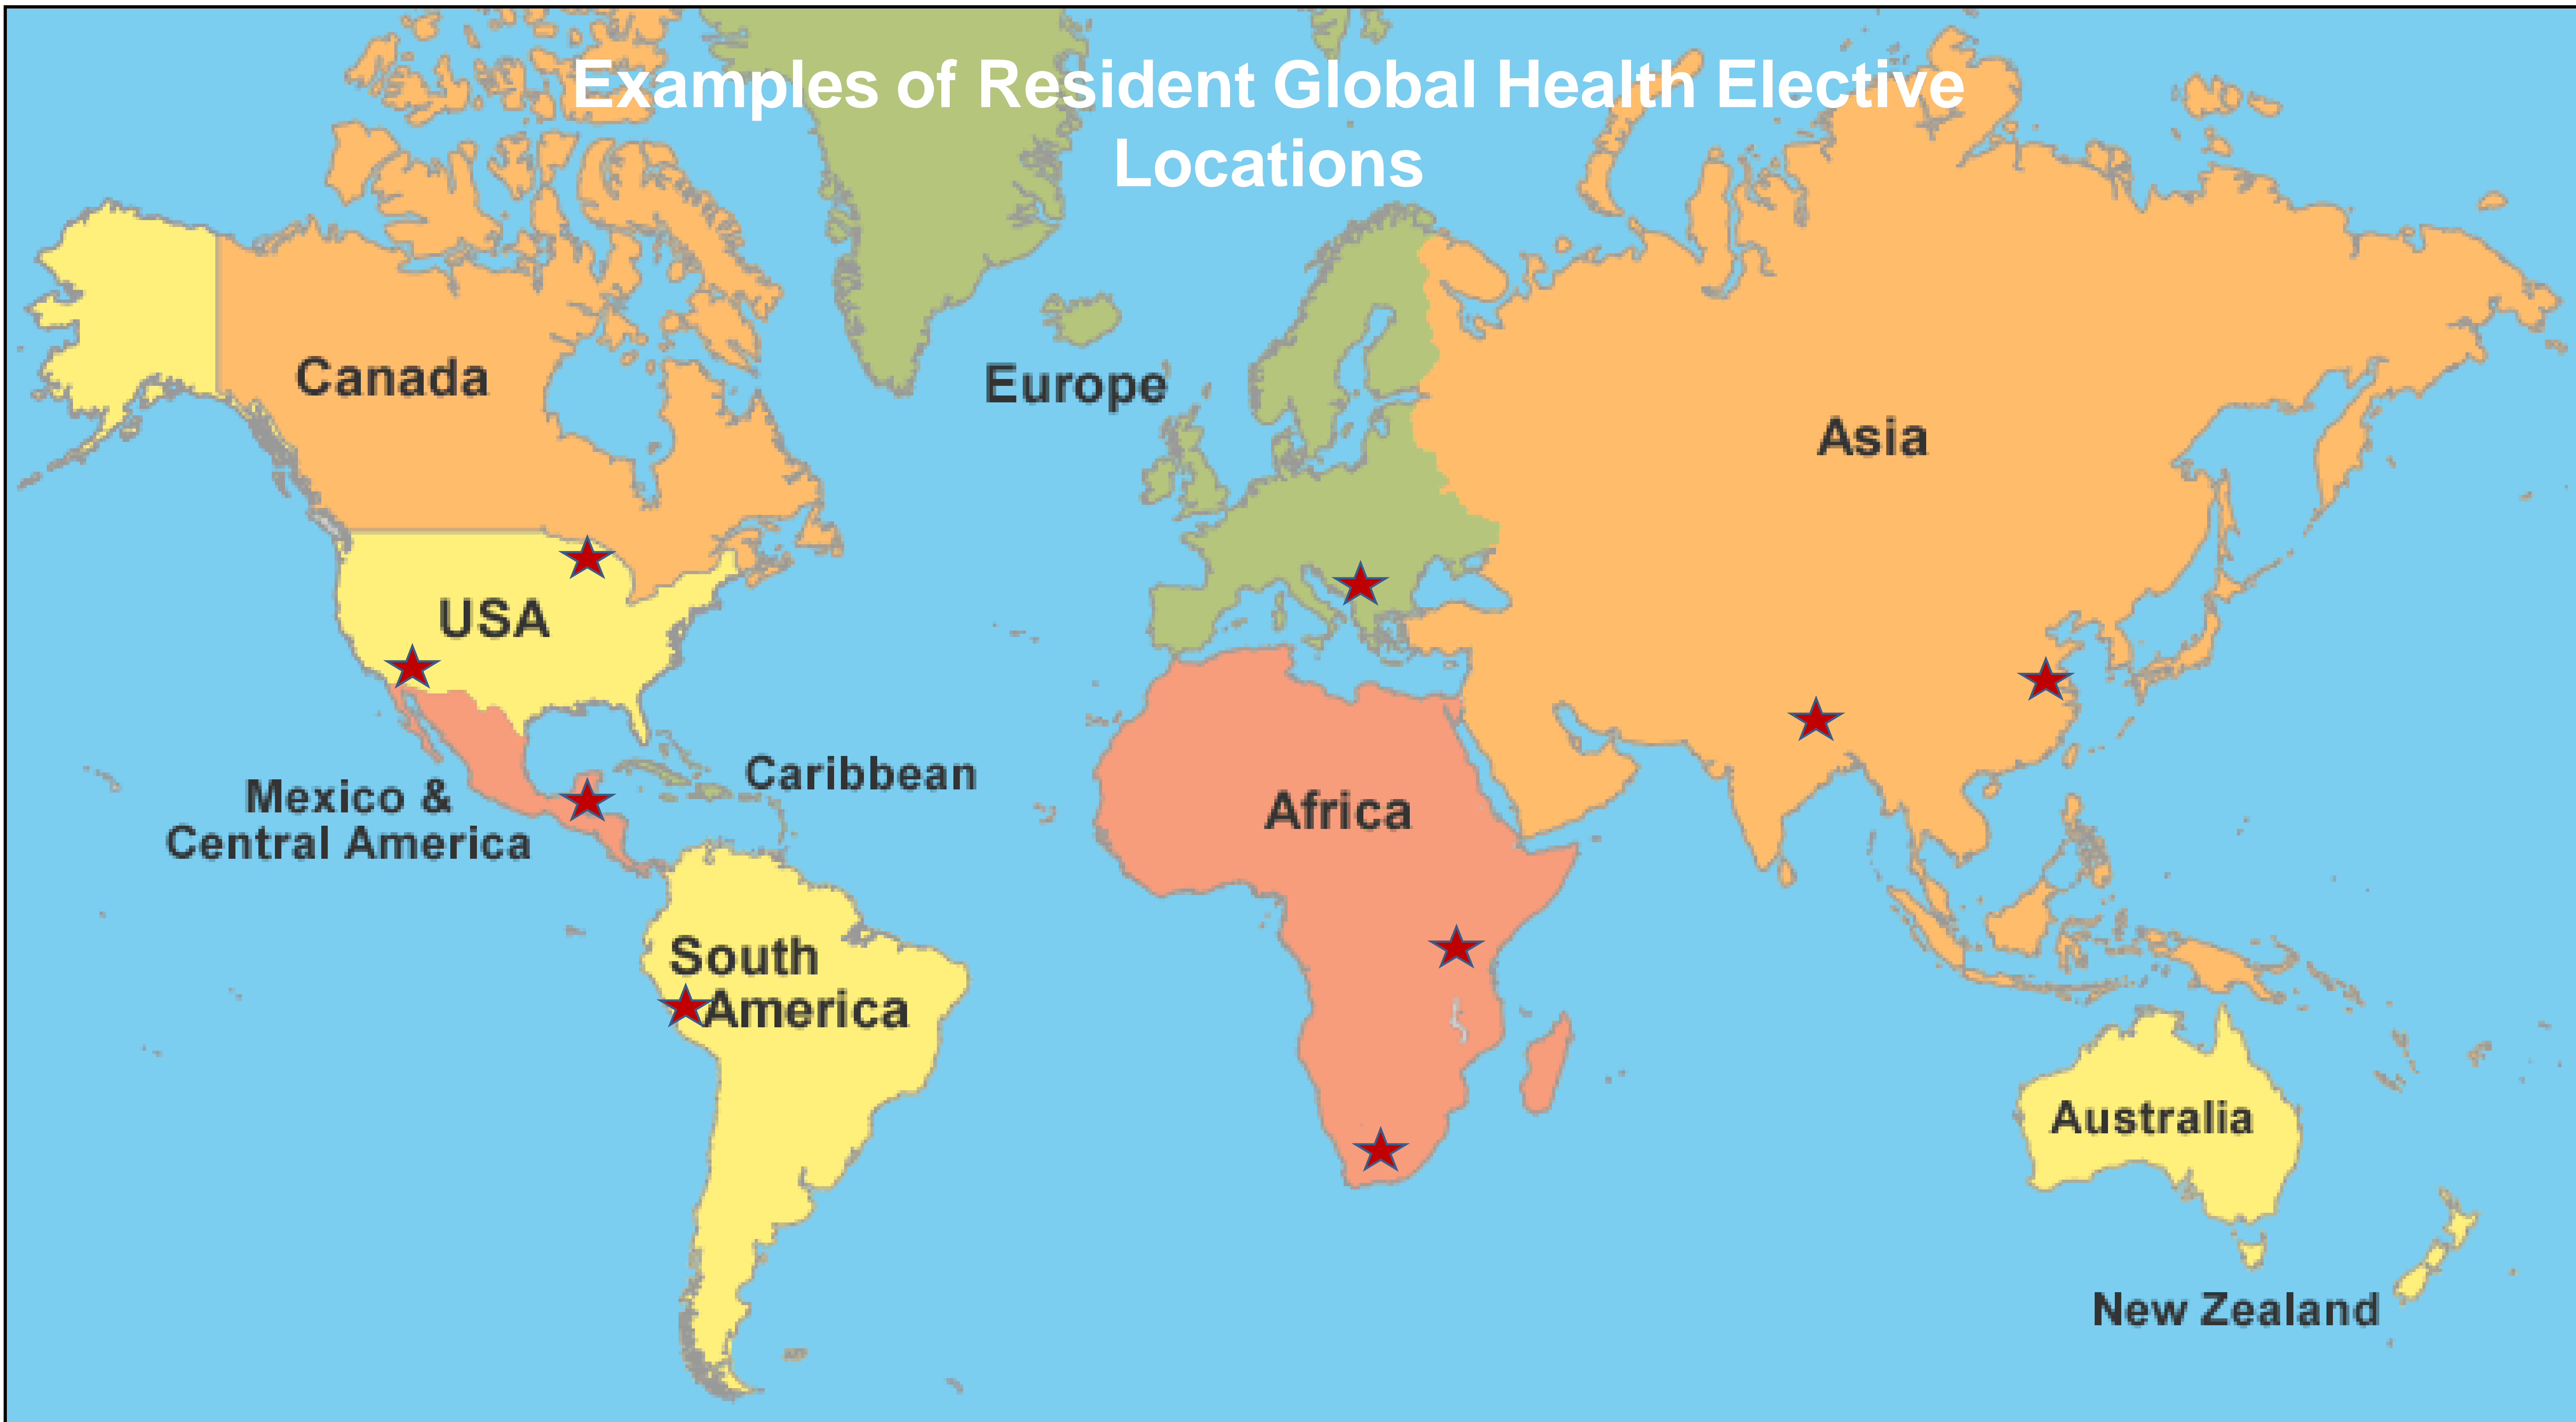 Examples of Resident Global Health Elective
Locations
Canada
Europe
Asia
USA
Caribbean
Mexico &
Central America
Africa
South
America
Australia
New Zealand